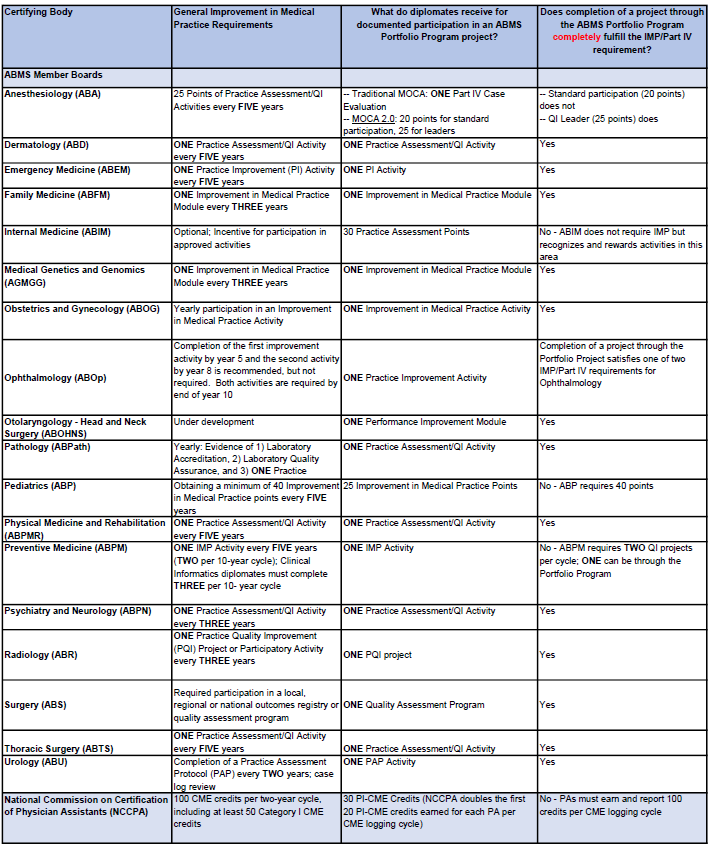 Certifying Body
General Improvement in Medical
Practice Requirements
What do diplomates receive for
documented participation in an ABMS
Portfolio Program project?
Does completion of a project through
the ABMS Portfolio Program
completely fulfill the IMP/Part IV
requirement?
ABMS Member Boards
Anesthesiology (ABA)
25 Points of Practice Assessment/QI
Activities every FIVE years
-- Traditional MOCA: ONE Part IV Case
Evaluation
-- MOCA 2.0: 20 points for standard
participation, 25 for leaders
-- Standard participation (20 points)
does not
-- QI Leader (25 points) does
Dermatology (ABD)
ONE Practice Assessment/QI Activity
every FIVE years
ONE Practice Assessment/QI Activity
Yes
Emergency Medicine (ABEM)
ONE Practice Improvement (PI) Activity
every FIVE years
ONE PI Activity
Yes
Family Medicine (ABFM)
ONE Improvement in Medical Practice
Module every THREE years
ONE Improvement in Medical Practice Module
Yes
Internal Medicine (ABIM)
Optional; Incentive for participation in
approved activities
30 Practice Assessment Points
No - ABIM does not require IMP but
recognizes and rewards activities in this
area
Medical Genetics and Genomics
(AGMGG)
ONE Improvement in Medical Practice
Module every THREE years
ONE Improvement in Medical Practice Module
Yes
Obstetrics and Gynecology (ABOG)
Yearly participation in an Improvement
in Medical Practice Activity
ONE Improvement in Medical Practice Activity
Yes
Ophthalmology (ABOp)
Completion of the first improvement
activity by year 5 and the second activity
by year 8 is recommended, but not
required. Both activities are required by
end of year 10
ONE Practice Improvement Activity
Completion of a project through the
Portfolio Project satisfies one of two
IMP/Part IV requirements for
Ophthalmology
Otolaryngology - Head and Neck
Surgery (ABOHNS)
Under development
ONE Performance Improvement Module
Yes
Pathology (ABPath)
Yearly: Evidence of 1) Laboratory
Accreditation, 2) Laboratory Quality
Assurance, and 3) ONE Practice
ONE Practice Assessment/QI Activity
Yes
Pediatrics (ABP)
Obtaining a minimum of 40 Improvement
in Medical Practice points every FIVE
years
25 Improvement in Medical Practice Points
No - ABP requires 40 points
Physical Medicine and Rehabilitation
(ABPMR)
ONE Practice Assessment/QI Activity
every FIVE years
ONE Practice Assessment/QI Activity
Yes
Preventive Medicine (ABPM)
ONE IMP Activity every FIVE years
(TWO per 10-year cycle); Clinical
Informatics diplomates must complete
THREE per 10- year cycle
ONE IMP Activity
No - ABPM requires TWO QI projects
per cycle; ONE can be through the
Portfolio Program
Psychiatry and Neurology (ABPN)
ONE Practice Assessment/QI Activity
every THREE years
ONE Practice Assessment/QI Activity
Yes
Radiology (ABR)
ONE Practice Quality Improvement
(PQI) Project or Participatory Activity
every THREE years
ONE PQI project
Yes
Surgery (ABS)
Required participation in a local,
regional or national outcomes registry or
quality assessment program
ONE Quality Assessment Program
Yes
Thoracic Surgery (ABTS)
ONE Practice Assessment/QI Activity
every FIVE years
ONE Practice Assessment/QI Activity
Yes
Urology (ABU)
Completion of a Practice Assessment
Protocol (PAP) every TWO years; case
log review
ONE PAP Activity
Yes
National Commission on Certification
of Physician Assistants (NCCPA)
100 CME credits per two-year cycle,
including at least 50 Category I CME
credits
30 PI-CME Credits (NCCPA doubles the first
20 PI-CME credits earned for each PA per
CME logging cycle)
No - PAs must earn and report 100
credits per CME logging cycle